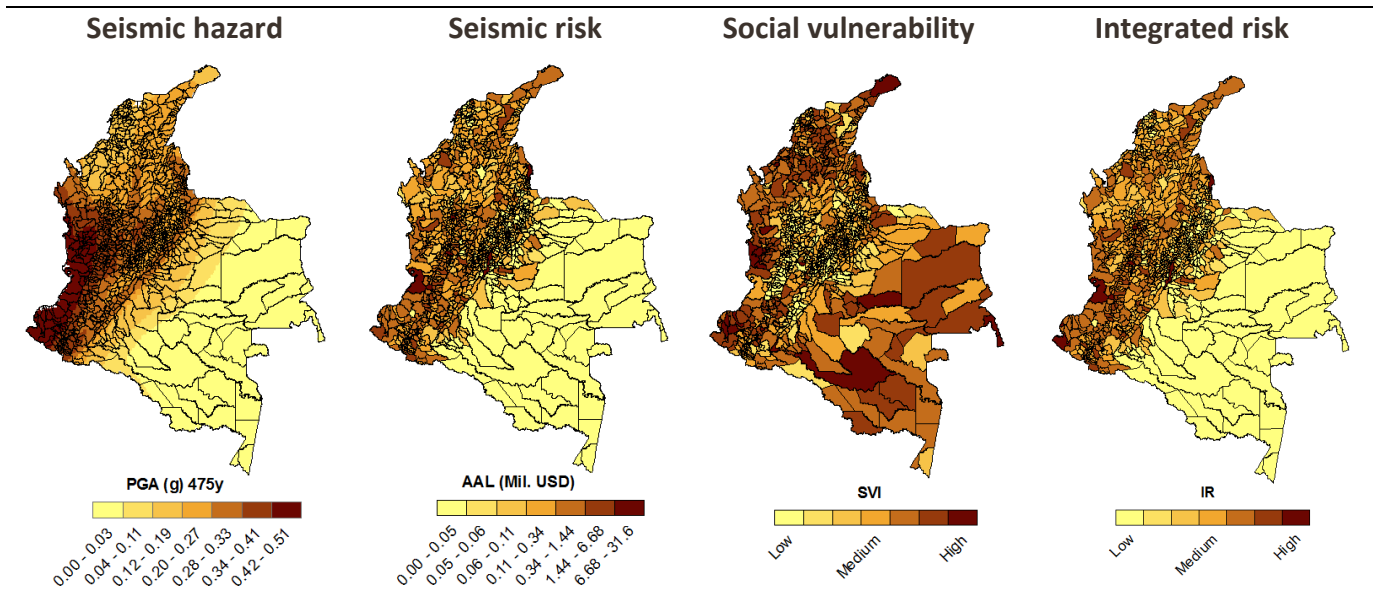 Seismic hazard
Seismic risk
Social vulnerability
Integrated risk
PGA (g) 475y
0.00 - 0.03
0.04 - 0.11
0.12 - 0.19
0.20 - 0.27
0.28 - 0.33
0.34 - 0.41
0.42 - 0.51
AAL (Mil. USD)
0.00 - 0.05
0.05 - 0.06
0.06 - 0.11
0.11 - 0.34
0.34 - 1.44
1.44 - 6.68
6.68 - 31.6
SVI
Low
Medium
High
IR
Low
Medium
High